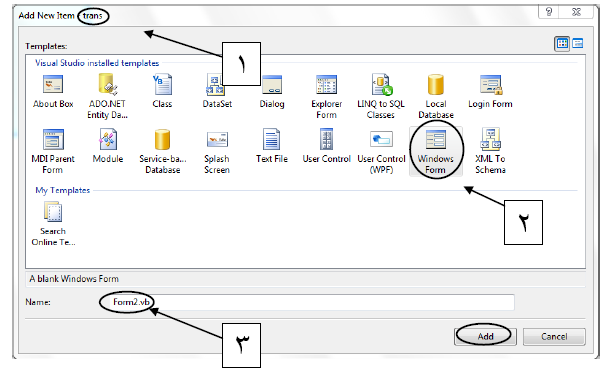 Add New Item trans
١
Templates:
Visual Studio installed templates
About Box
ADO.NET Entity Da...
Class
DataSet
Dialog
Explorer Form
LINQ to SQL Classes
Local Database
Login Form
MDI Parent Form
Module
Service-ba... Database
Splash Screen
Text File
User Control
User Control (WPF)
Windows Form
XML To Schema
My Templates
٢
Search Online Te...
A blank Windows Form
Name: Form2.vb
٣
Add Cancel